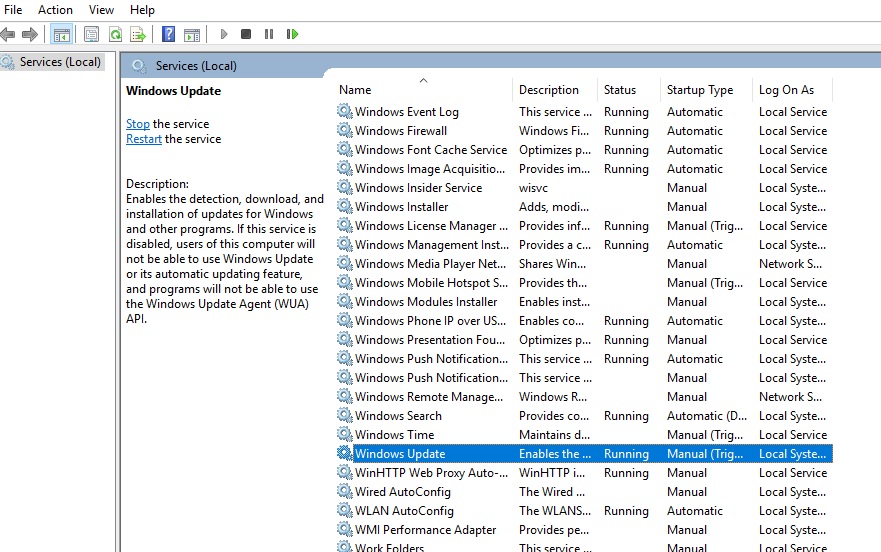 File Action View Help
Services (Local)
Services (Local)
Windows Update
Stop the service
Restart the service
Description:
Enables the detection, download, and
installation of updates for Windows
and other programs. If this service is
disabled, users of this computer will
not be able to use Windows Update
or its automatic updating feature,
and programs will not be able to use
the Windows Update Agent (WUA)
API.
Name Description Status Startup Type Log On As
Windows Event Log This service ... Running Automatic Local Service
Windows Firewall Windows Fi... Running Automatic Local Service
Windows Font Cache Service Optimizes p... Running Automatic Local Service
Windows Image Acquisitio... Provides im... Running Automatic Local Service
Windows Insider Service wisvc Manual Local Syste...
Windows Installer Adds, modi... Manual Local Syste...
Windows License Manager ... Provides inf... Running Manual (Trig... Local Service
Windows Management Inst... Provides a c... Running Automatic Local Syste...
Windows Media Player Net... Shares Win... Manual Network S...
Windows Mobile Hotspot S... Provides th... Manual (Trig... Local Service
Windows Modules Installer Enables inst... Manual Local Syste...
Windows Phone IP over US... Enables co... Running Automatic Local Syste...
Windows Presentation Fou... Optimizes p... Running Manual Local Service
Windows Push Notification... This service ... Running Automatic Local Syste...
Windows Push Notification... This service ... Manual Local Syste...
Windows Remote Manage... Windows R... Manual Network S...
Windows Search Provides co... Running Automatic (D... Local Syste...
Windows Time Maintains d... Manual (Trig... Local Service
Windows Update Enables the ... Running Manual (Trig... Local Syste...
WinHTTP Web Proxy Auto-... WinHTTP i... Running Manual Local Service
Wired AutoConfig The Wired ... Manual Local Syste...
WLAN AutoConfig The WLANS... Running Automatic Local Syste...
WMI Performance Adapter Provides pe... Manual Local Syste...
Work Folders This service ... Manual Local Service